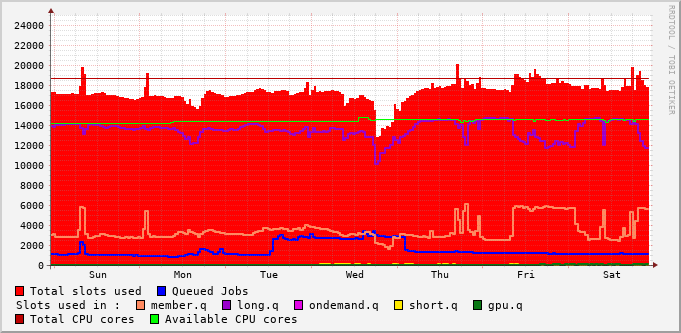 24000
22000
20000
18000
16000
14000
12000
10000
8000
6000
4000
2000
0
Sun Mon Tue Wed Thu Fri Sat
RRDTOOL / TOBI OETIKER
Total slots used Queued Jobs
Slots used in : member.q long.q ondemand.q short.q gpu.q
Total CPU cores Available CPU cores